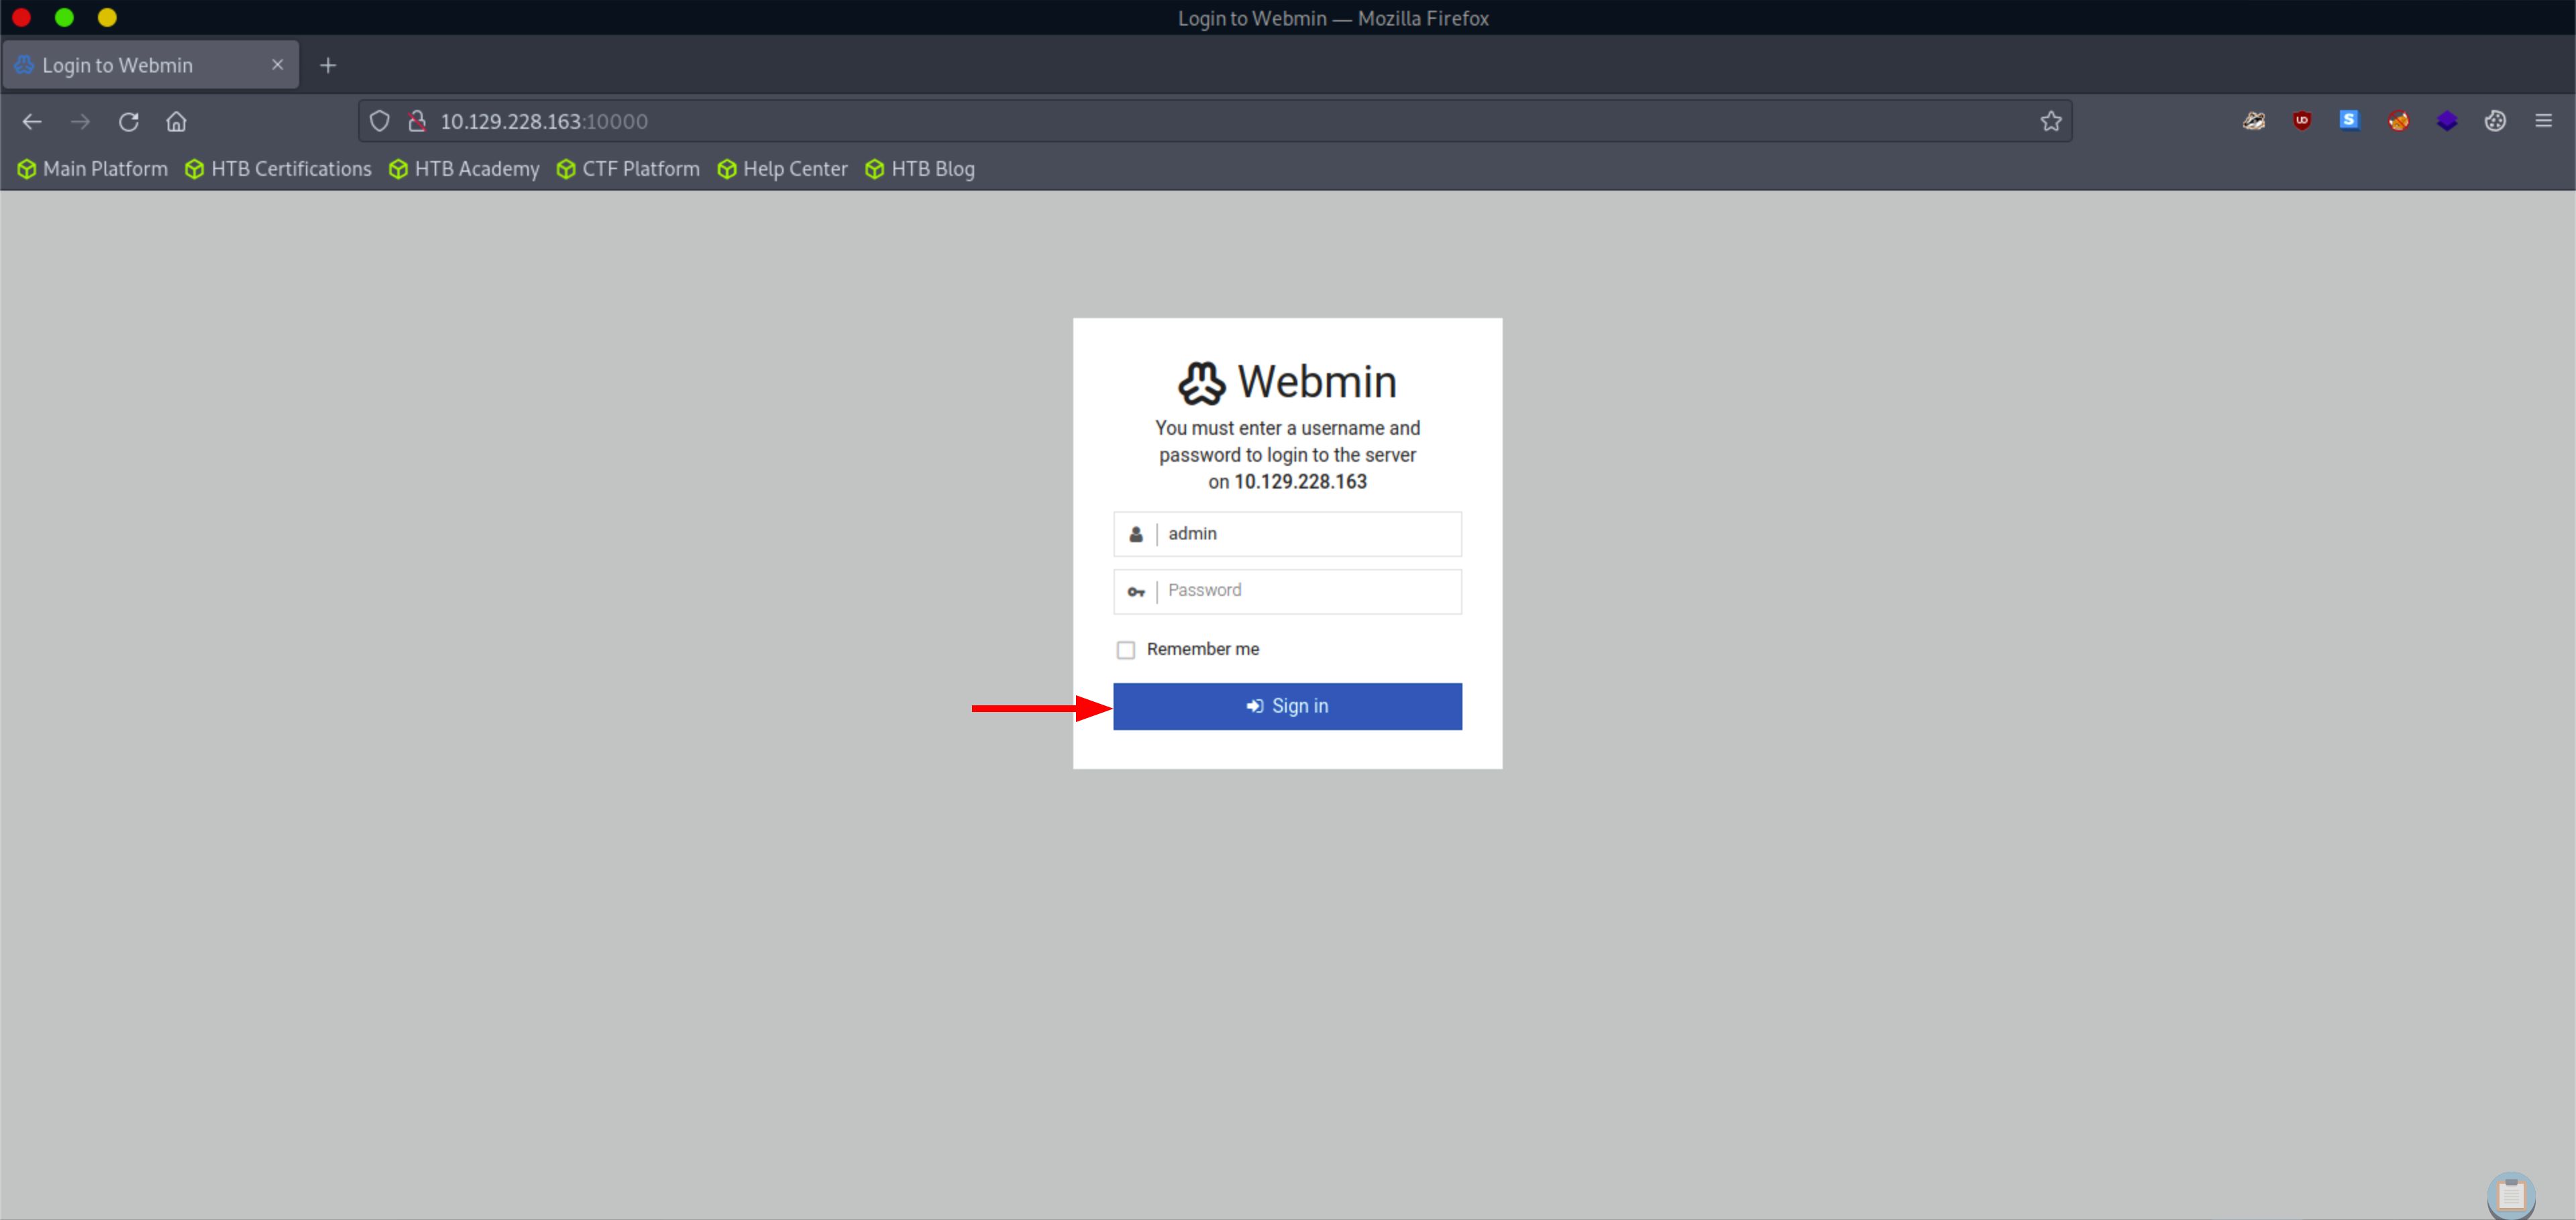 Login to Webmin — Mozilla Firefox
Login to Webmin
10.129.228.163:10000
Main Platform HTB Certifications HTB Academy CTF Platform Help Center HTB Blog
Webmin
You must enter a username and
password to login to the server
on 10.129.228.163
admin
Password
Remember me
Sign in